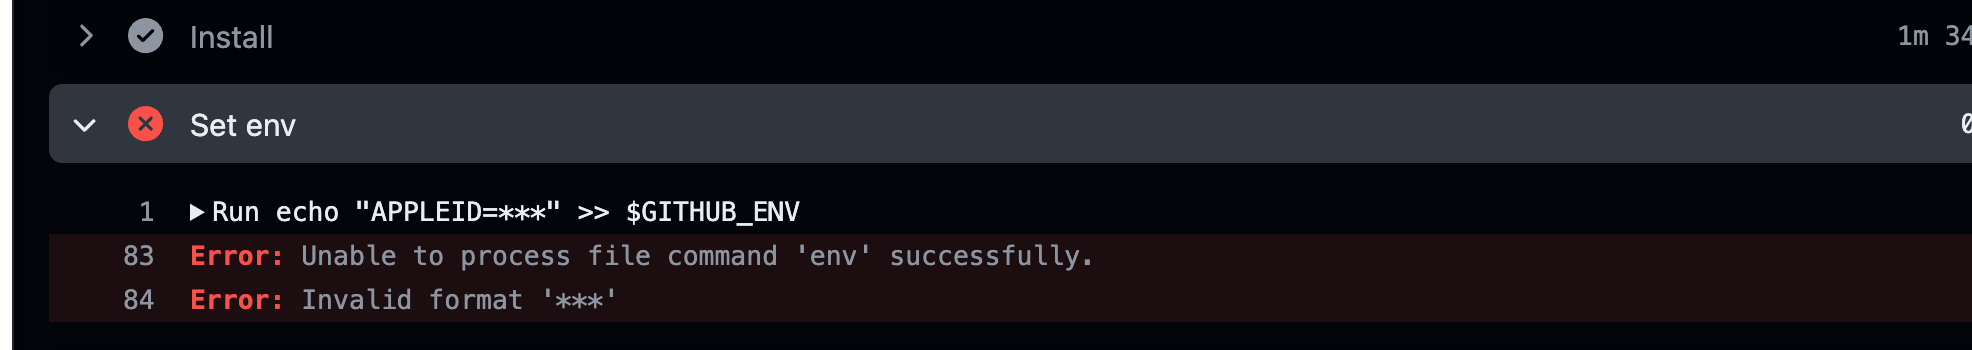 Install
1m 34
Set env
1 Run echo "APPLEID=***" >> $GITHUB_ENV
83 Error: Unable to process file command 'env' successfully.
84 Error: Invalid format '***'